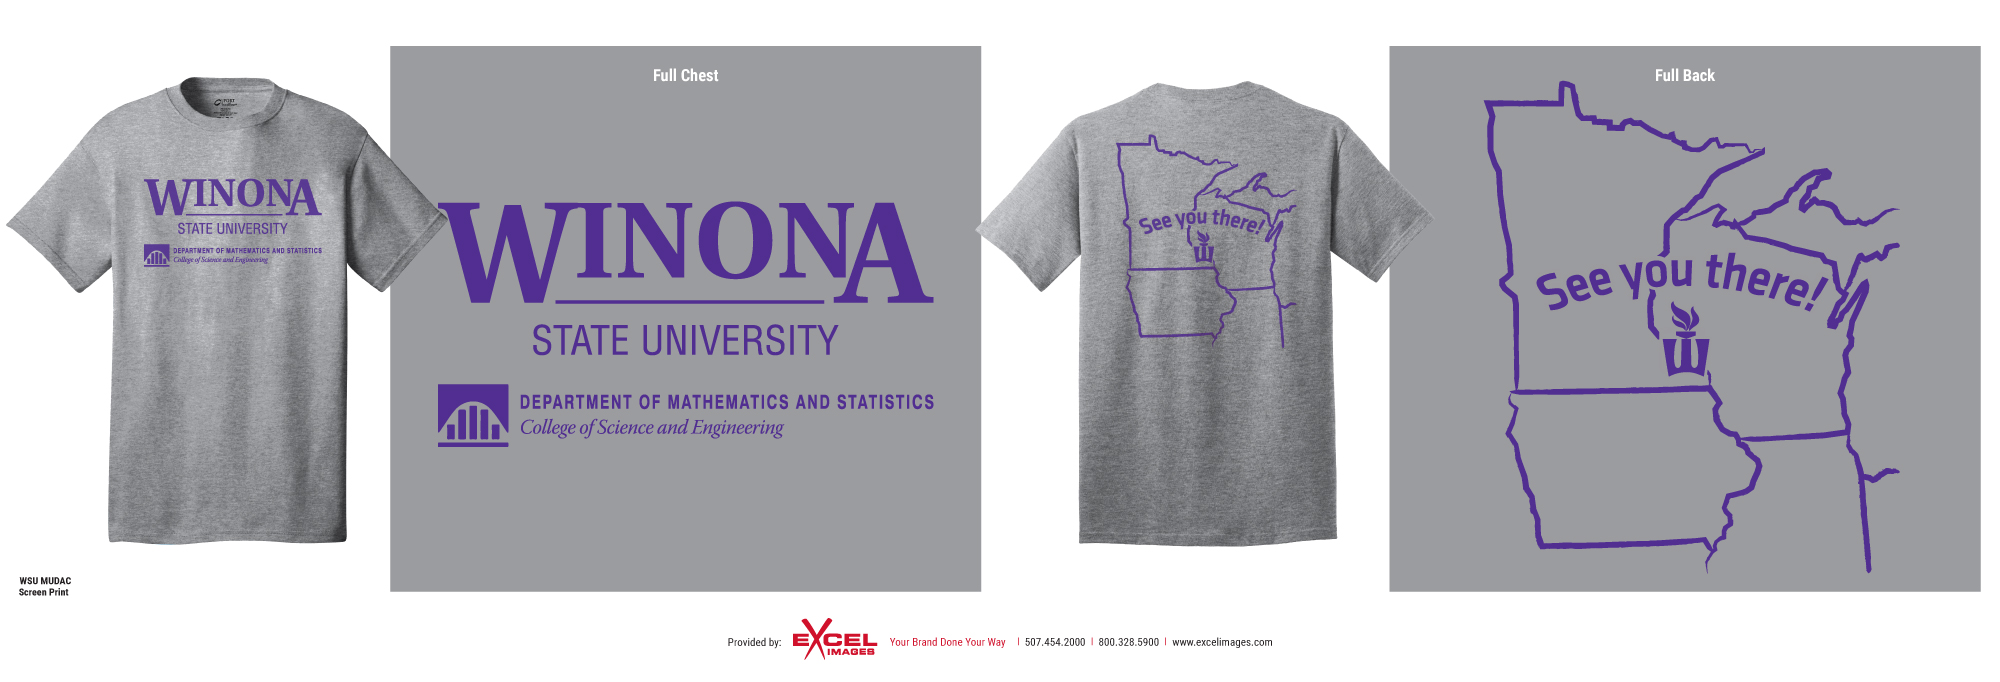 Full Chest
Full Back
PORT
WINONA
STATE UNIVERSITY
DEPARTMENT OF MATHEMATICS AND STATISTICS
College of Science and Engineering
WINONA
STATE UNIVERSITY
DEPARTMENT OF MATHEMATICS AND STATISTICS
College of Science and Engineering
See you there!
W
See you there!
W
WSU MUDAC
Screen Print
Provided by: EXCEL IMAGES Your Brand Done Your Way | 507.454.2000 | 800.328.5900 | www.excelimages.com